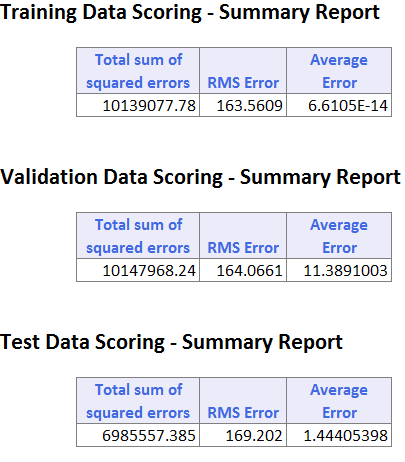 Training Data Scoring - Summary Report
Total sum of squared errors RMS Error Average Error
10139077.78 163.5609 6.6105E-14
Validation Data Scoring - Summary Report
Total sum of squared errors RMS Error Average Error
10147968.24 164.0661 11.3891003
Test Data Scoring - Summary Report
Total sum of squared errors RMS Error Average Error
6985557.385 169.202 1.44405398